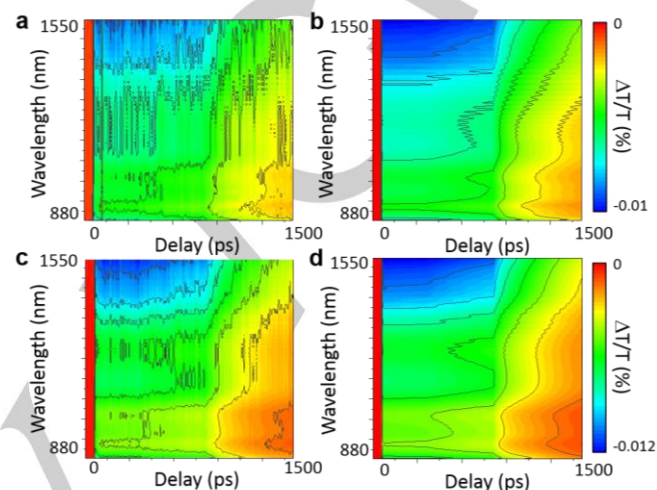 a
b
1550
1550
0
Wavelength (nm)
Wavelength (nm)
ΔT/T (%)
880
880
-0.01
0
1500
0
1500
Delay (ps)
Delay (ps)
c
d
1550
1550
0
Wavelength (nm)
Wavelength (nm)
ΔT/T (%)
880
880
-0.012
0
1500
0
1500
Delay (ps)
Delay (ps)